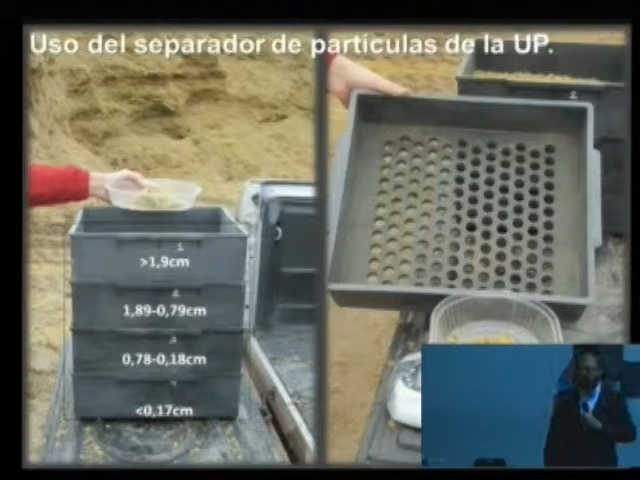 Uso del separador de partículas de la UP.
>1,9cm
1,89-0,79cm
0,78-0,18cm
<0,17cm